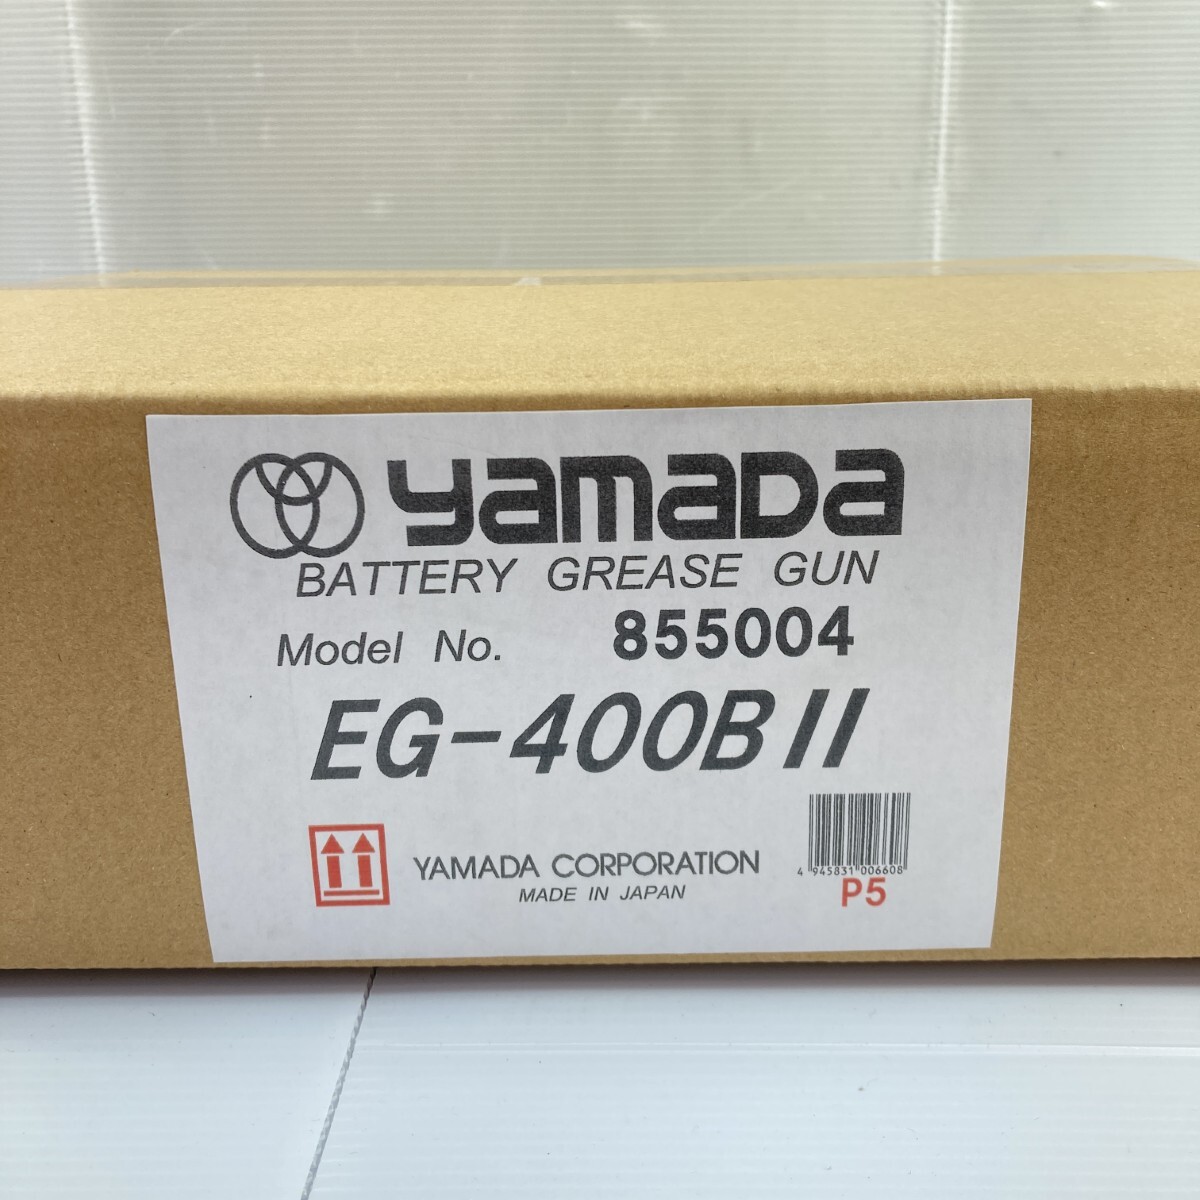 yamada
BATTERY GREASE GUN
Model No. 855004
EG-400BII
YAMADA CORPORATION
MADE IN JAPAN
4 945831 006608
P5